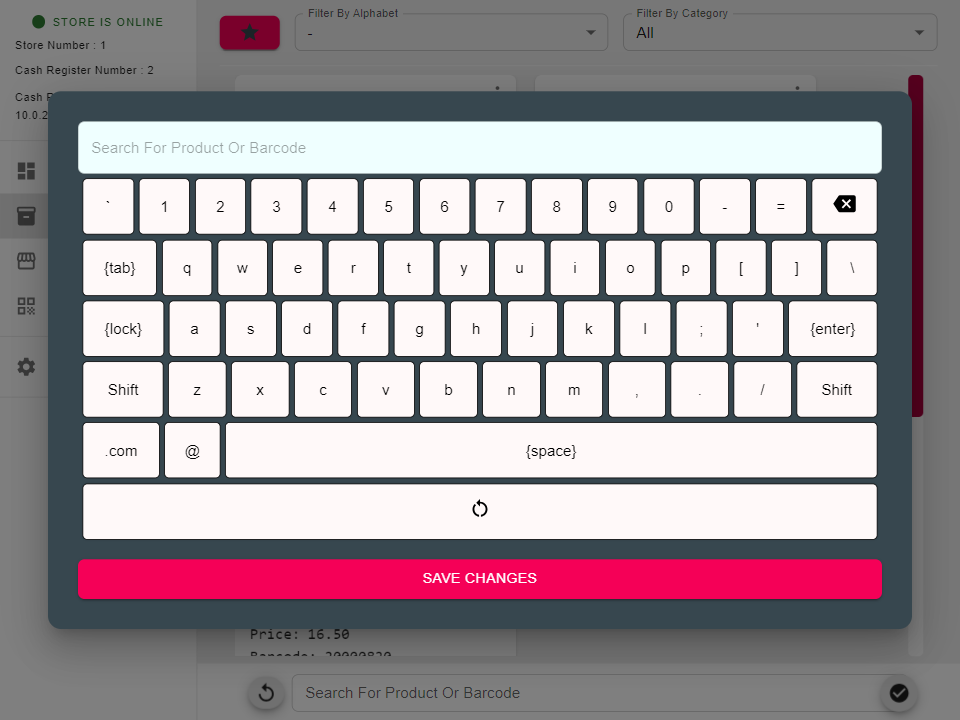 STORE IS ONLINE
Store Number : 1
Cash Register Number : 2
Cash
10.0.2
Filter By Alphabet
-
Filter By Category
All
Search For Product Or Barcode
` 1 2 3 4 5 6 7 8 9 0 - =
{tab} q w e r t y u i o p [ ] \
{lock} a s d f g h j k l ; ' {enter}
Shift z x c v b n m , . / Shift
.com @ {space}
SAVE CHANGES
Price: 16.50
Barcode: 20000820
Search For Product Or Barcode